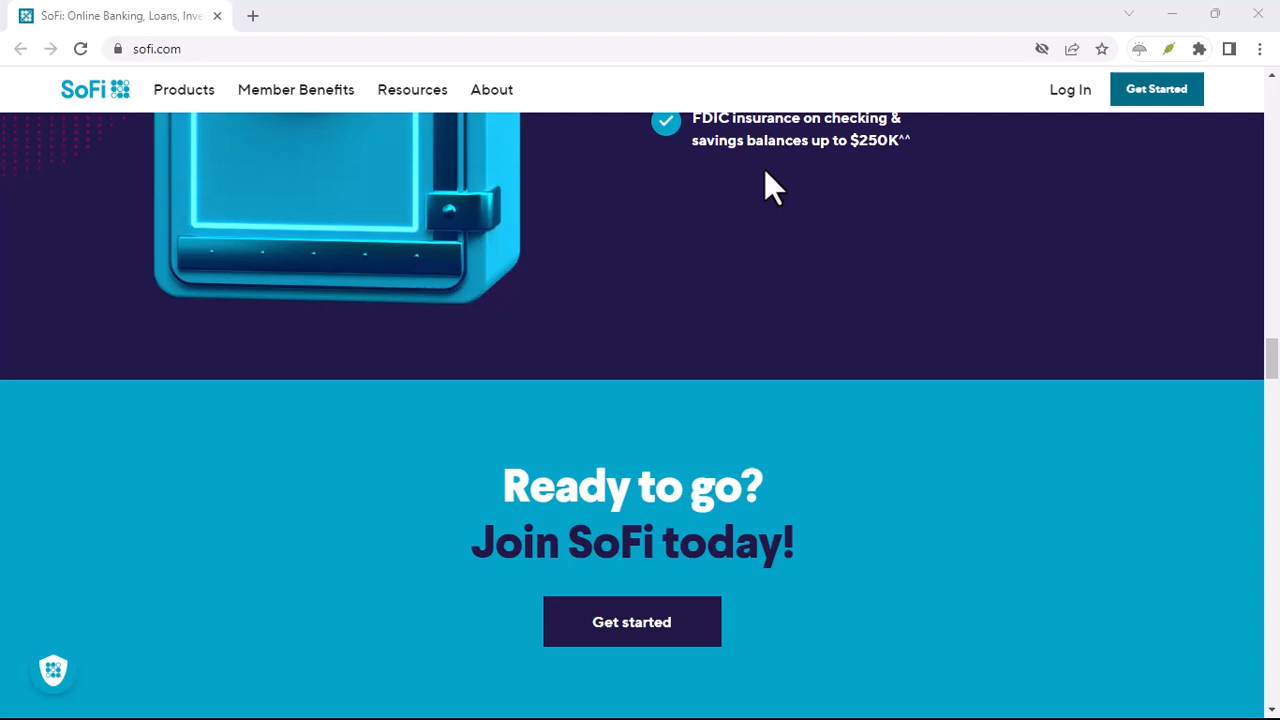 SoFi: Online Banking, Loans, Inve
sofi.com
SoFi
Products
Member Benefits
Resources
About
Log In
Get Started
FDIC insurance on checking &
savings balances up to $250K^^
Ready to go?
Join SoFi today!
Get started